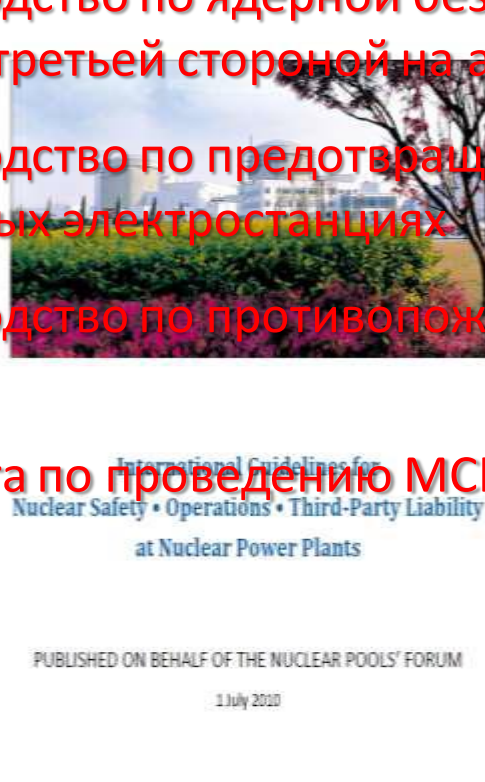 дство по ядерной без
третьей стороной на а
дство по предотвращ
ых электростанциях
дство по противопож
та по проведению МСI
International Guidelines for
Nuclear Safety • Operations • Third-Party Liability
at Nuclear Power Plants
PUBLISHED ON BEHALF OF THE NUCLEAR POOLS' FORUM
1 July 2010